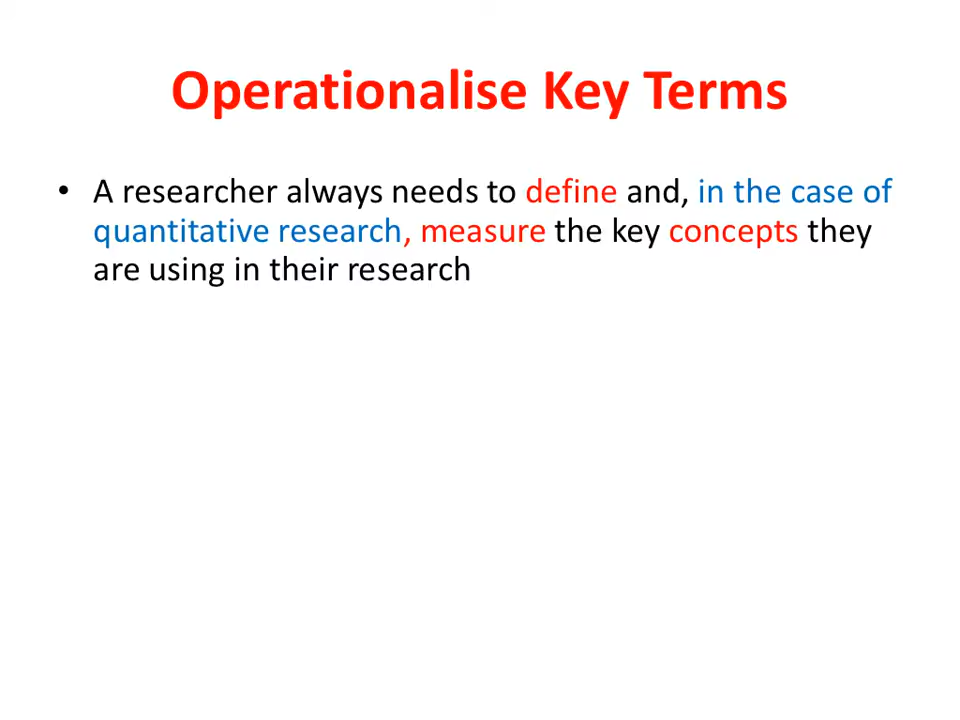 Operationalise Key Terms
• A researcher always needs to define and, in the case of
quantitative research, measure the key concepts they
are using in their research